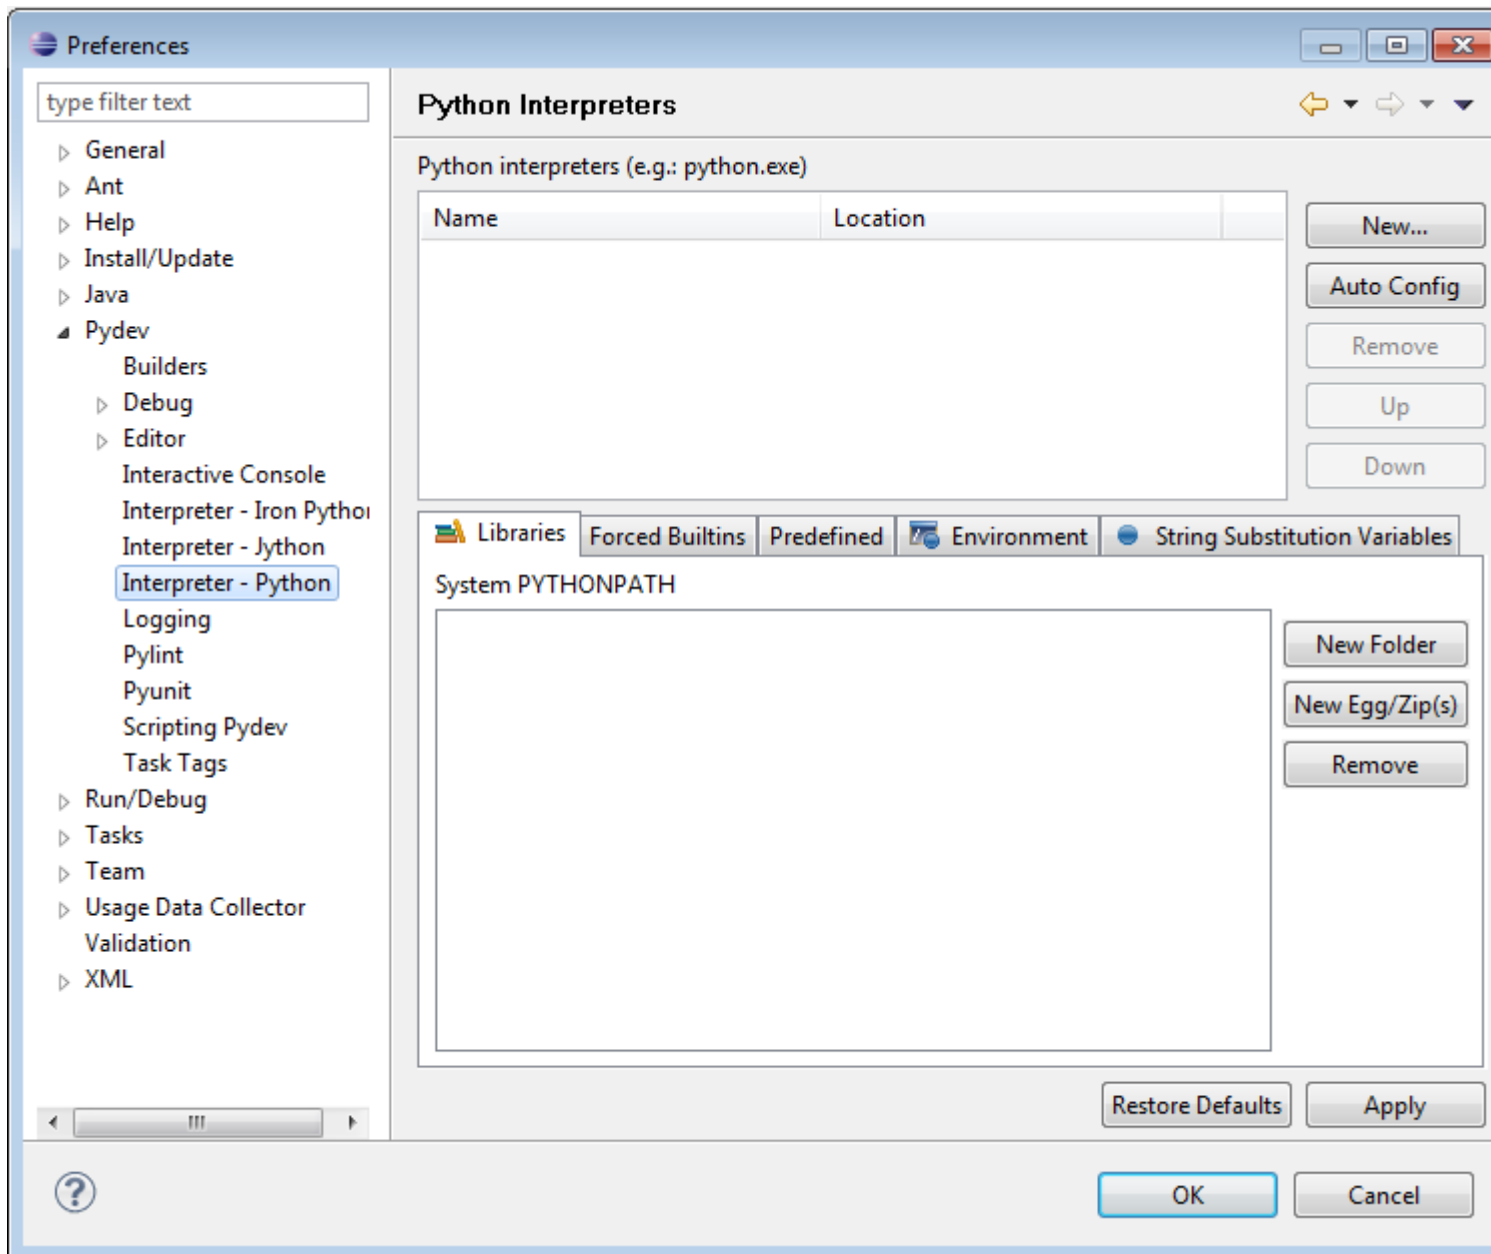 Preferences
type filter text
General
Ant
Help
Install/Update
Java
Pydev
Builders
Debug
Editor
Interactive Console
Interpreter - Iron Pytho
Interpreter - Jython
Interpreter - Python
Logging
Pylint
Pyunit
Scripting Pydev
Task Tags
Run/Debug
Tasks
Team
Usage Data Collector
Validation
XML
Python Interpreters
Python interpreters (e.g.: python.exe)
Name Location
New...
Auto Config
Remove
Up
Down
Libraries Forced Builtins Predefined Environment String Substitution Variables
System PYTHONPATH
New Folder
New Egg/Zip(s)
Remove
Restore Defaults Apply
OK Cancel